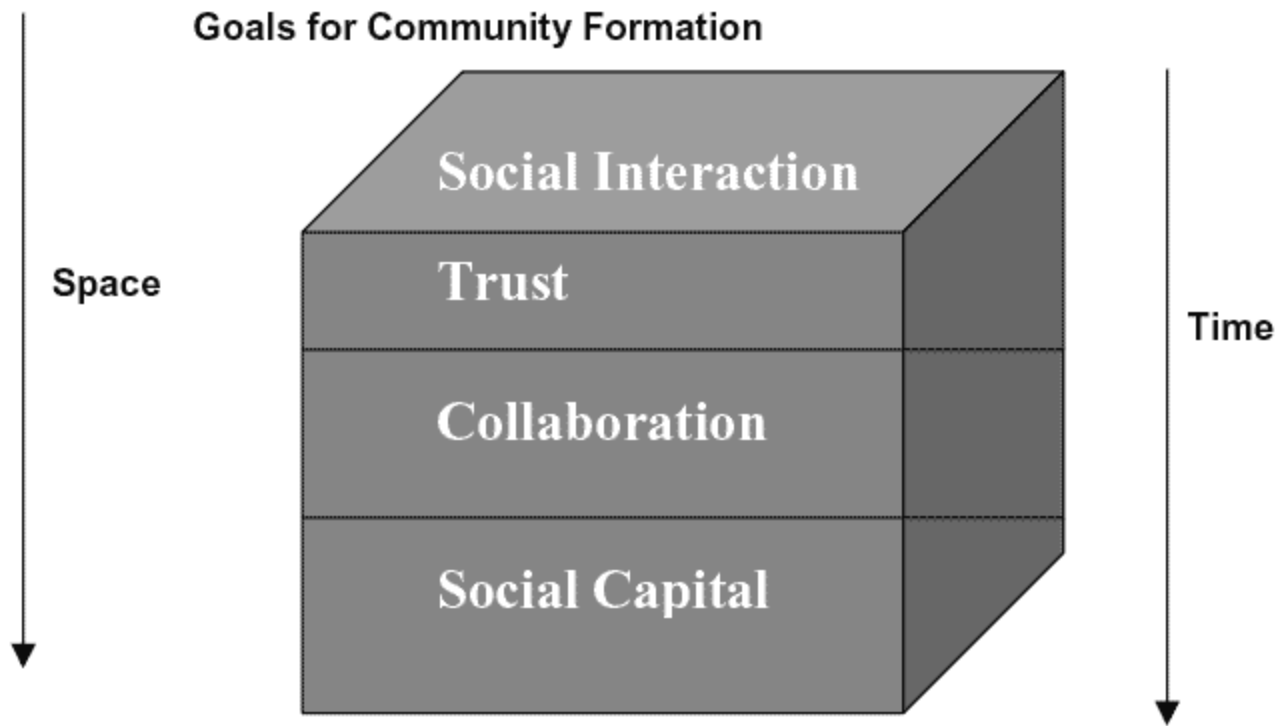 Goals for Community Formation
Social Interaction
Trust
Space
Time
Collaboration
Social Capital